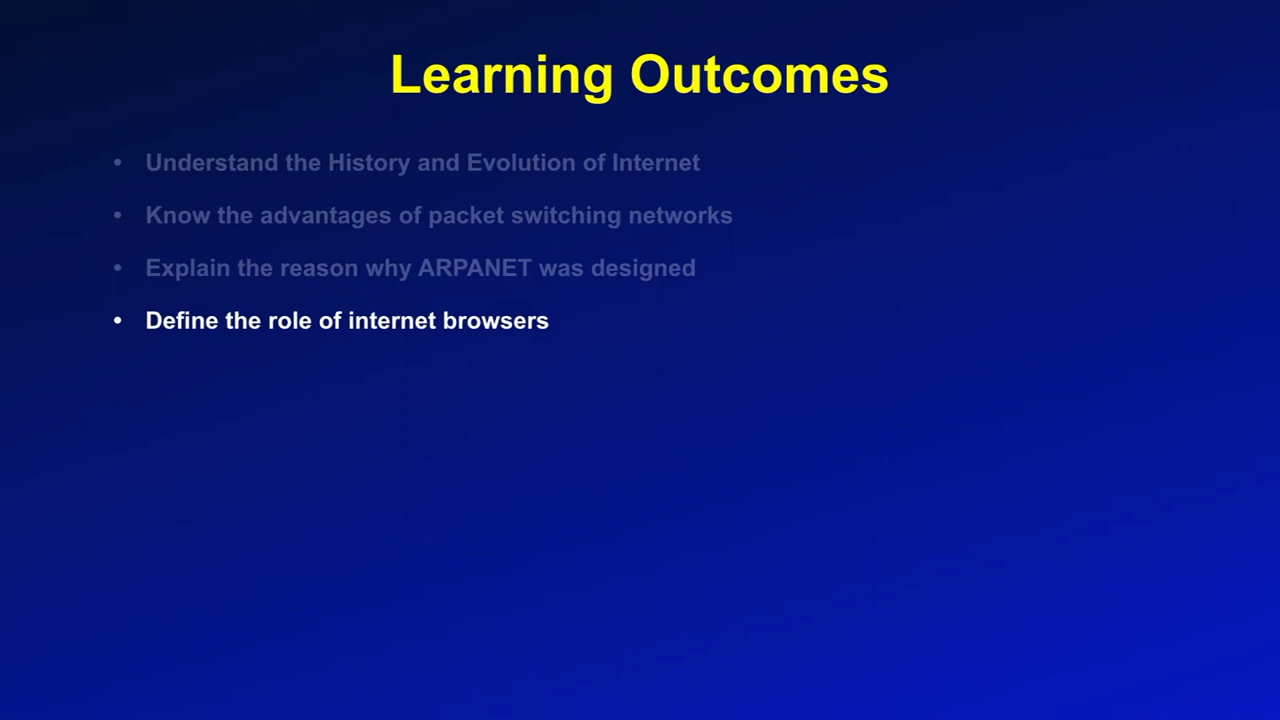 Learning Outcomes
• Understand the History and Evolution of Internet
• Know the advantages of packet switching networks
• Explain the reason why ARPANET was designed
• Define the role of internet browsers